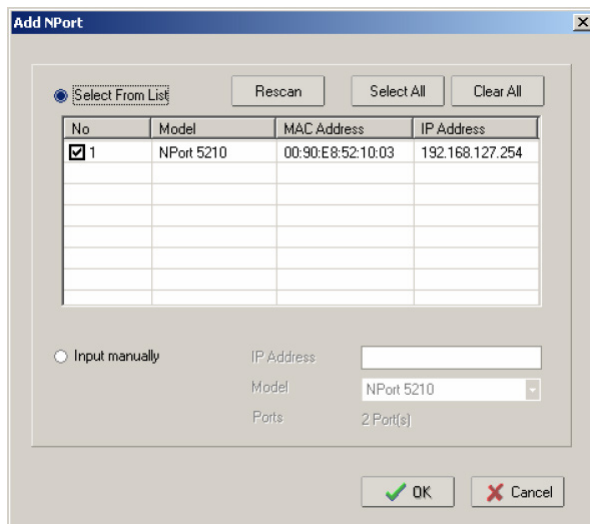 Add NPort
Select From List Rescan Select All Clear All
No Model MAC Address IP Address
1 NPort 5210 00:90:E8:52:10:03 192.168.127.254
Input manually IP Address
Model NPort 5210
Ports 2 Port(s)
OK Cancel